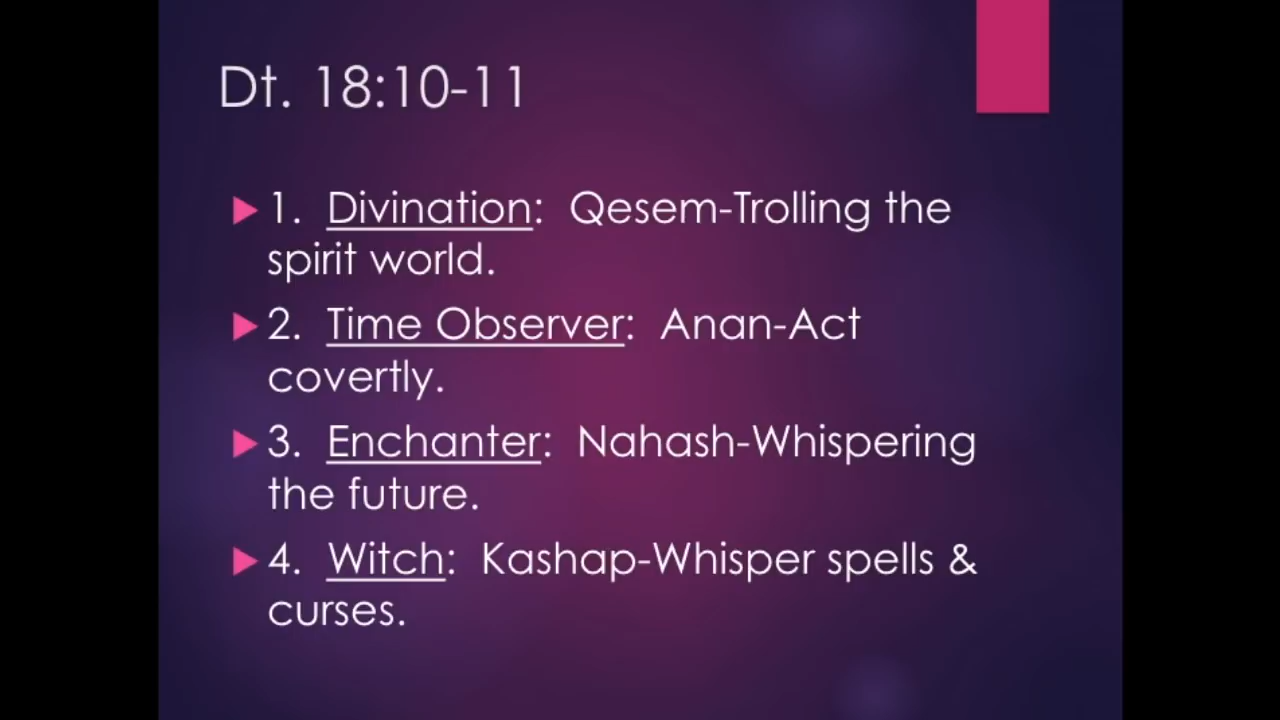 Dt. 18:10-11
1. Divination: Qesem-Trolling the
spirit world.
2. Time Observer: Anan-Act
covertly.
3. Enchanter: Nahash-Whispering
the future.
4. Witch: Kashap-Whisper spells &
curses.